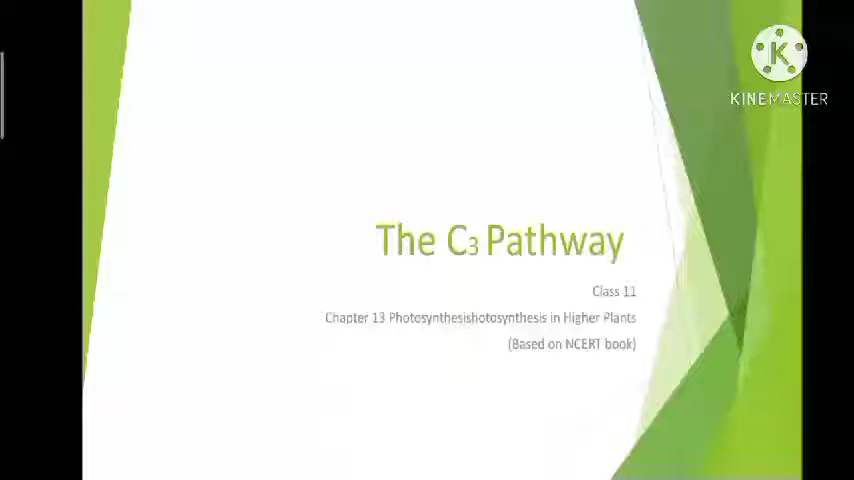 K
KINEMASTER
The C3 Pathway
Class 11
Chapter 13 Photosynthesishotosynthesis in Higher Plants
(Based on NCERT book)